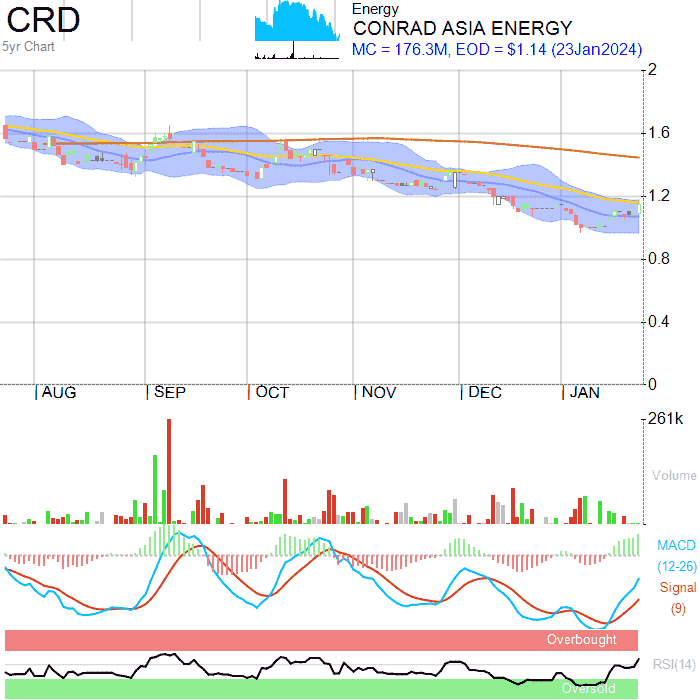 CRD
5yr Chart
Energy
CONRAD ASIA ENERGY
MC = 176.3M, EOD = $1.14 (23Jan2024)
2
1.6
1.2
0.8
0.4
0
AUG SEP OCT NOV DEC JAN
261k
Volume
MACD
(12-26)
Signal
(9)
Overbought
RSI(14)
Oversold